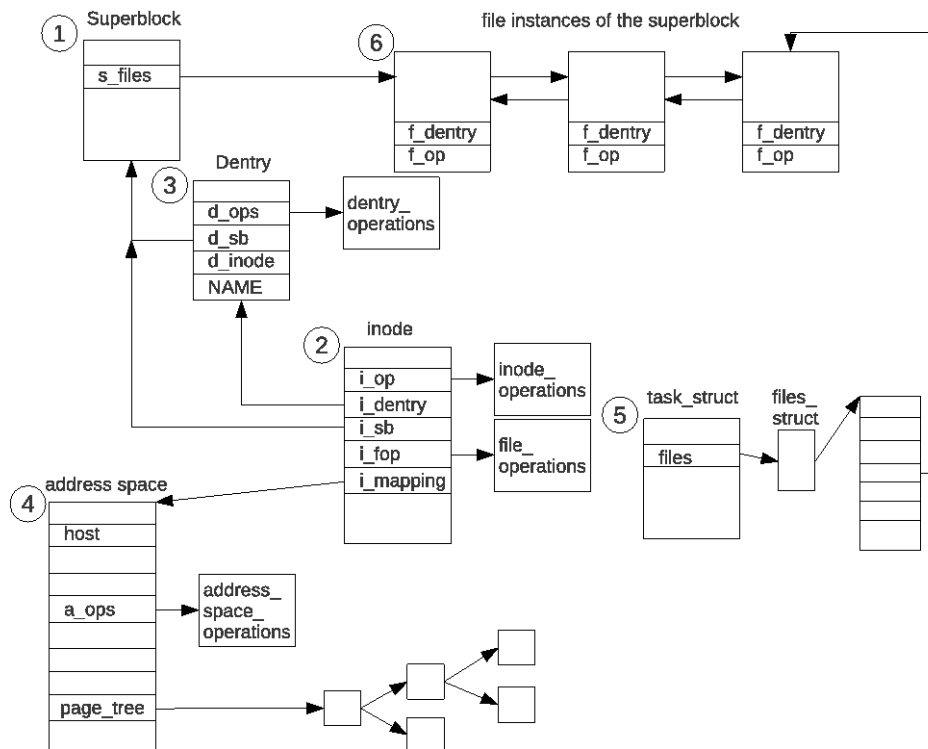 Superblock
1
s_files
file instances of the superblock
6
f_dentry
f_op
f_dentry
f_op
f_dentry
f_op
Dentry
3
d_ops
d_sb
d_inode
NAME
dentry_
operations
inode
2
i_op
i_dentry
i_sb
i_fop
i_mapping
inode_
operations
file_
operations
task_struct
5
files
files_
struct
address space
4
host
a_ops
page_tree
address_
space_
operations